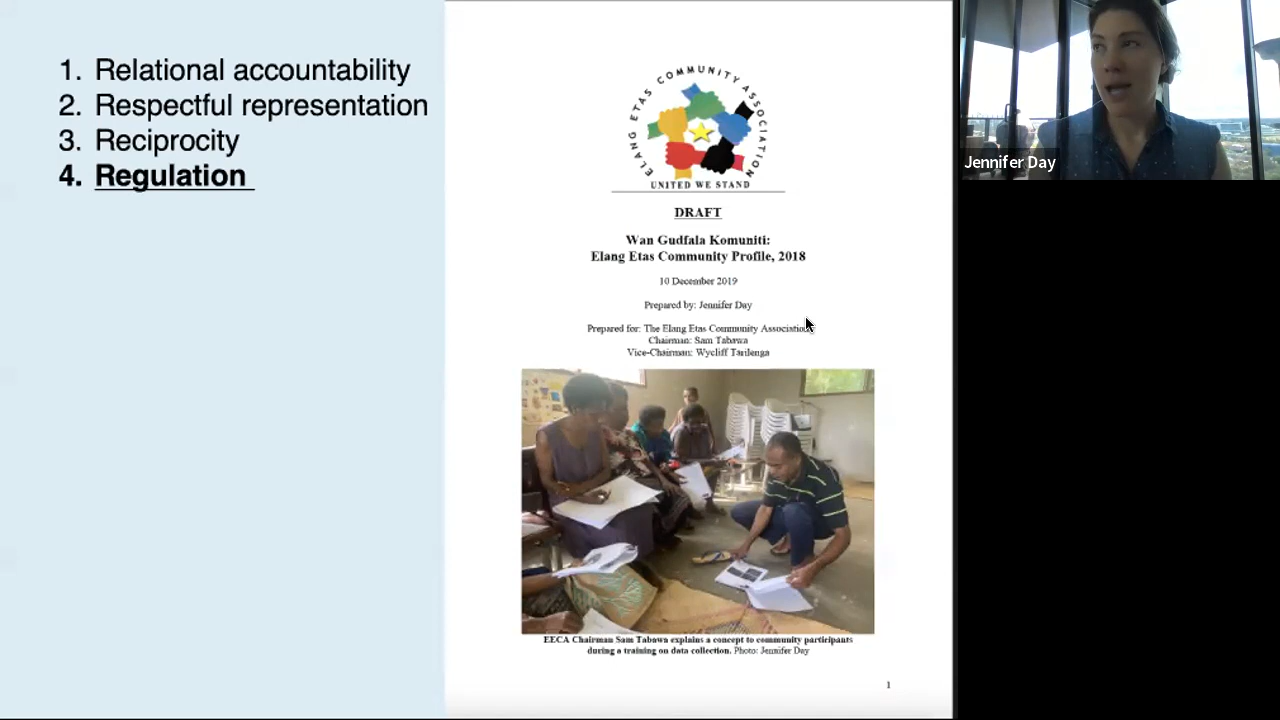 1. Relational accountability
2. Respectful representation
3. Reciprocity
4. Regulation
ELANG ETAS COMMUNITY ASSOCIATION
UNITED WE STAND
DRAFT
Wan Gudfala Komuniti:
Elang Etas Community Profile, 2018
10 December 2019
Prepared by: Jennifer Day
Prepared for: The Elang Etas Community Association
Chairman: Sam Tabawa
Vice-Chairman: Wycliff Tarilenga
EECA Chairman Sam Tabawa explains a concept to community participants
during a training on data collection. Photo: Jennifer Day
1
Jennifer Day